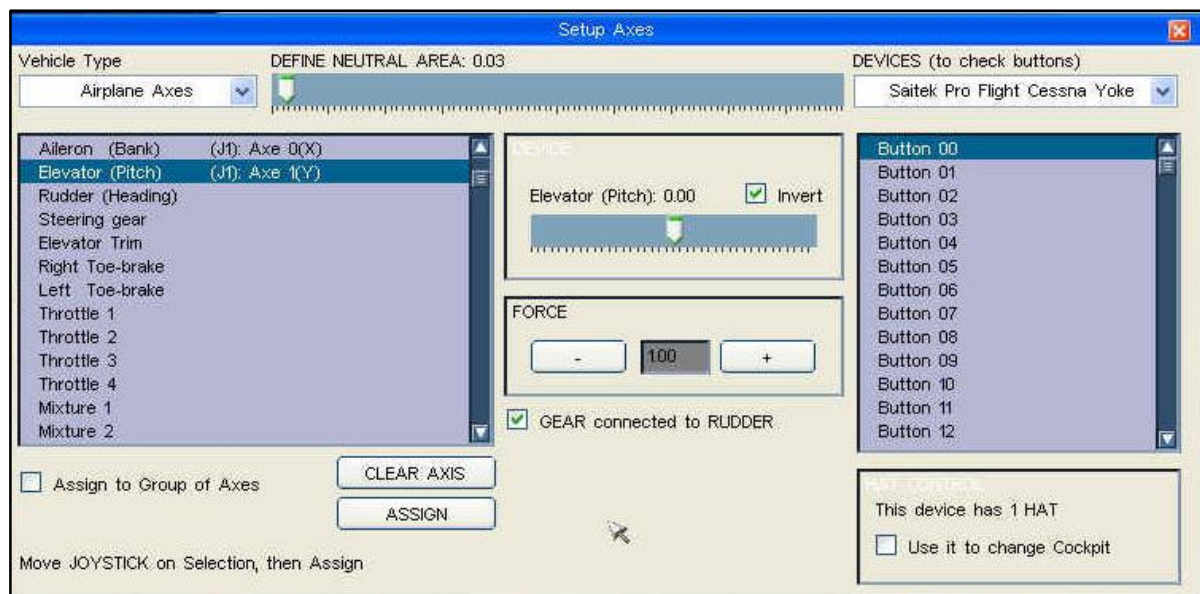 Setup Axes
Vehicle Type
DEFINE NEUTRAL AREA: 0.03
DEVICES (to check buttons)
Airplane Axes
Saitek Pro Flight Cessna Yoke
Aileron (Bank) (J1): Axe 0(X)
Elevator (Pitch) (J1): Axe 1(Y)
Rudder (Heading)
Steering gear
Elevator Trim
Right Toe-brake
Left Toe-brake
Throttle 1
Throttle 2
Throttle 3
Throttle 4
Mixture 1
Mixture 2
Assign to Group of Axes
CLEAR AXIS
ASSIGN
Move JOYSTICK on Selection, then Assign
DEVICE
Elevator (Pitch): 0.00
Invert
FORCE
-
1.00
+
GEAR connected to RUDDER
Button 00
Button 01
Button 02
Button 03
Button 04
Button 05
Button 06
Button 07
Button 08
Button 09
Button 10
Button 11
Button 12
HAT CONTROL
This device has 1 HAT
Use it to change Cockpit